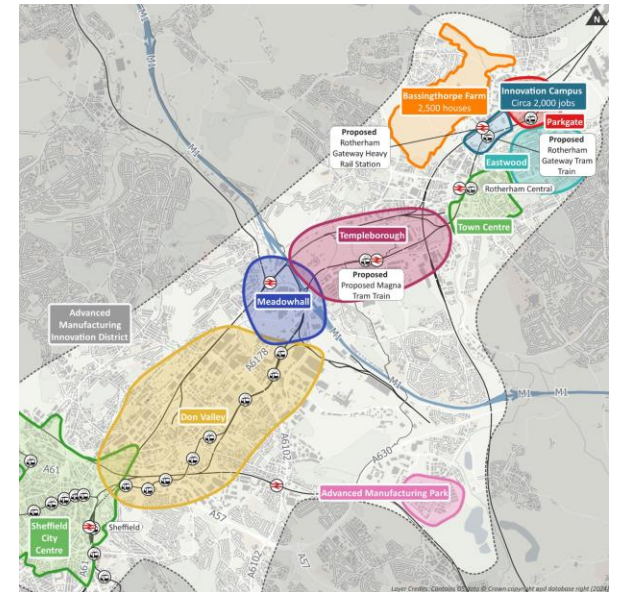 N
M1
Bassingthorpe Farm
2,500 houses
Innovation Campus
Circa 2,000 jobs
Parkgate
Proposed
Rotherham
Gateway Heavy
Rail Station
Proposed
Rotherham
Gateway Tram
Train
Eastwood
M1
Rotherham Central
Town Centre
Templeborough
Proposed
Proposed Magna
Tram Train
Meadowhall
Advanced
Manufacturing
Innovation District
A6178
M1
M1
Don Valley
A6102
A630
A61
Advanced Manufacturing Park
Sheffield
City
Centre
Sheffield
A57
A61
A6102
A57
Layer Credits: Contains OS data © Crown copyright and database right (2024)